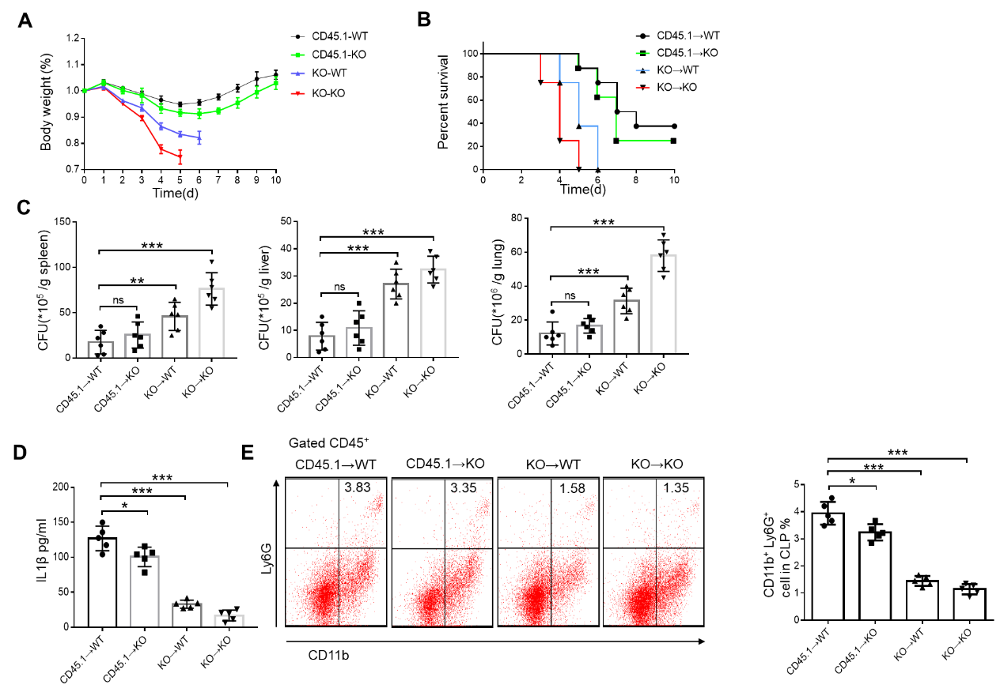 A
Body weight (%)
1.2
1.1
1.0
0.9
0.8
0.7
0 1 2 3 4 5 6 7 8 9 10
Time(d)
CD45.1-WT
CD45.1-KO
KO-WT
KO-KO
B
Percent survival
100
80
60
40
20
0
0 2 4 6 8 10
Time(d)
CD45.1→WT
CD45.1→KO
KO→WT
KO→KO
C
CFU(*10⁵ /g spleen)
150
100
50
0
ns
**
***
CD45.1→WT
CD45.1→KO
KO→WT
KO→KO
CFU(*10⁵ /g liver)
50
40
30
20
10
0
ns
***
***
CD45.1→WT
CD45.1→KO
KO→WT
KO→KO
CFU(*10⁶ /g lung)
80
60
40
20
0
ns
***
***
CD45.1→WT
CD45.1→KO
KO→WT
KO→KO
D
IL1β pg/ml
200
150
100
50
0
*
***
***
CD45.1→WT
CD45.1→KO
KO→WT
KO→KO
E
Gated CD45⁺
CD45.1→WT
CD45.1→KO
KO→WT
KO→KO
3.83
3.35
1.58
1.35
Ly6G
CD11b
CD11b⁺ Ly6G⁺
cell in CLP %
5
4
3
2
1
0
*
***
***
CD45.1→WT
CD45.1→KO
KO→WT
KO→KO